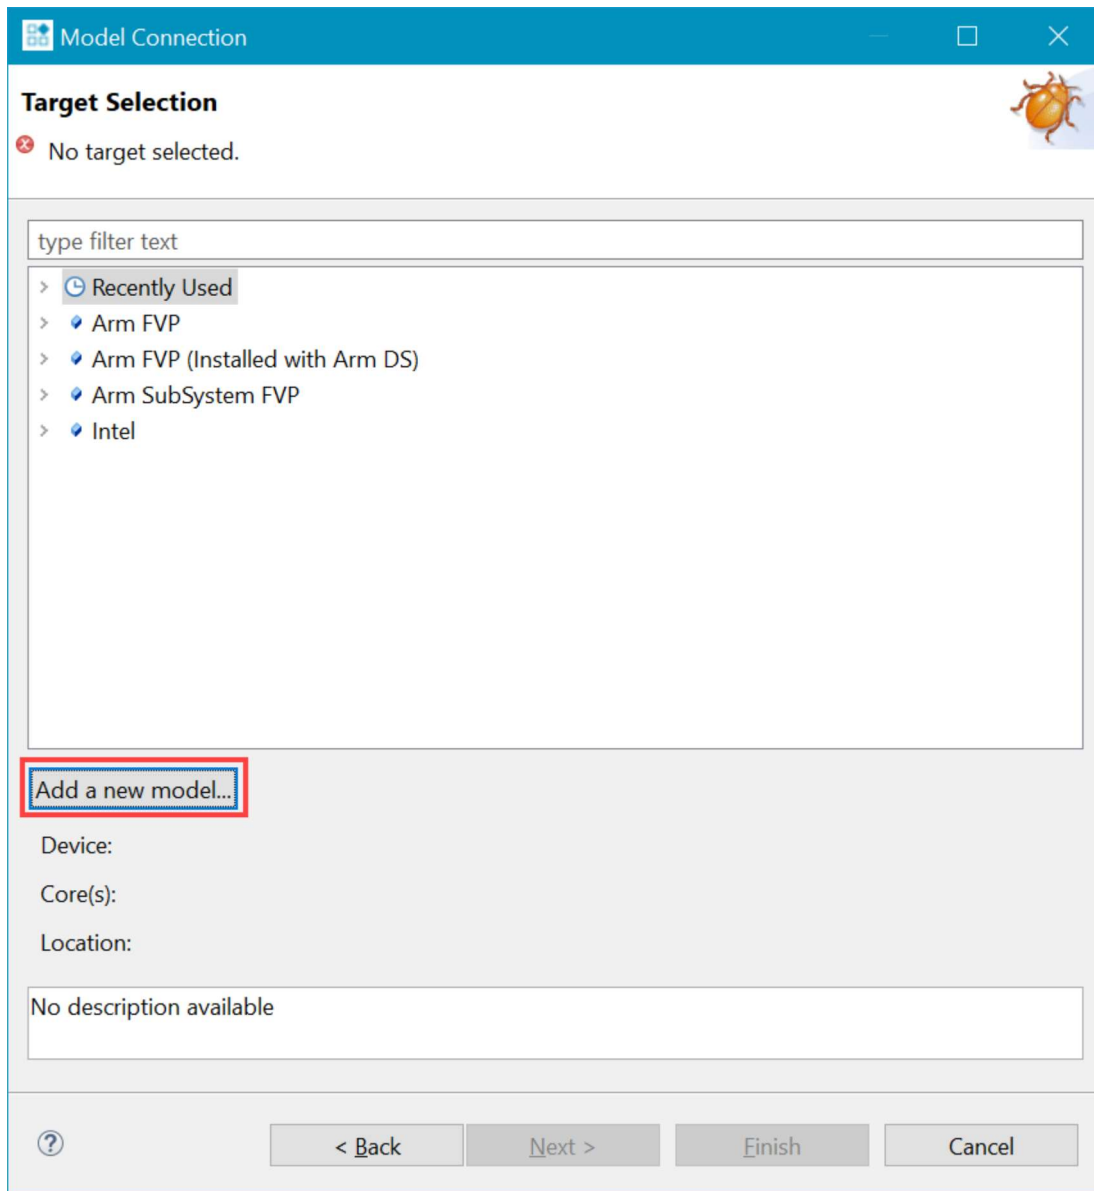 Model Connection
Target Selection
No target selected.
type filter text
Recently Used
Arm FVP
Arm FVP (Installed with Arm DS)
Arm SubSystem FVP
Intel
Add a new model...
Device:
Core(s):
Location:
No description available
< Back Next > Finish Cancel